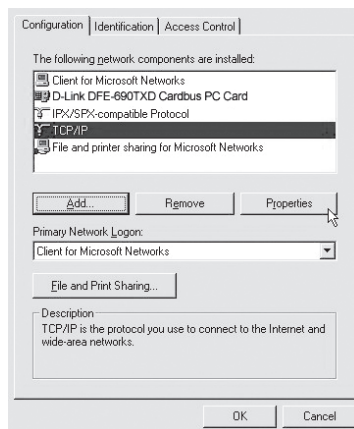 Configuration Identification Access Control
The following network components are installed:
Client for Microsoft Networks
D-Link DFE-690TXD Cardbus PC Card
IPX/SPX-compatible Protocol
TCP/IP
File and printer sharing for Microsoft Networks
Add... Remove Properties
Primary Network Logon:
Client for Microsoft Networks
File and Print Sharing...
Description
TCP/IP is the protocol you use to connect to the Internet and
wide-area networks.
OK Cancel